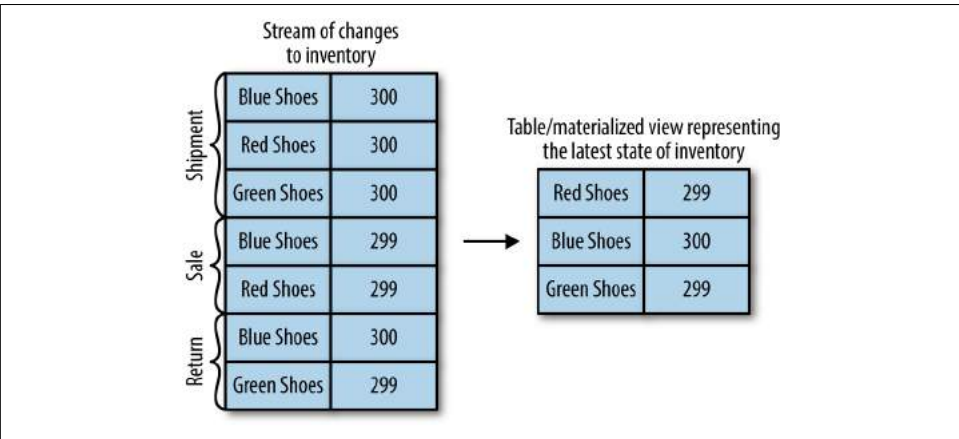 Stream of changes
to inventory
Shipment
Blue Shoes 300
Red Shoes 300
Green Shoes 300
Sale
Blue Shoes 299
Red Shoes 299
Return
Blue Shoes 300
Green Shoes 299
Table/materialized view representing
the latest state of inventory
Red Shoes 299
Blue Shoes 300
Green Shoes 299